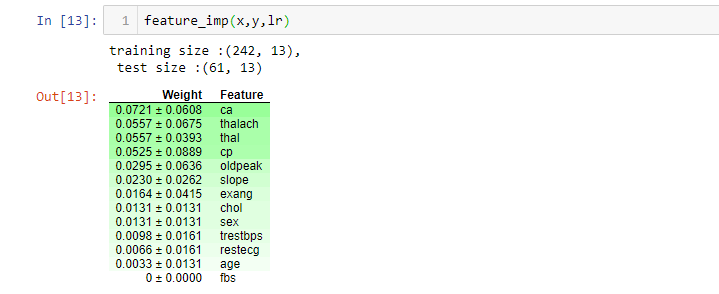 In [13]: 1 feature_imp(x,y,lr)
training size :(242, 13),
test size :(61, 13)
Out[13]: Weight Feature
0.0721 ± 0.0608 ca
0.0557 ± 0.0675 thalach
0.0557 ± 0.0393 thal
0.0525 ± 0.0889 cp
0.0295 ± 0.0636 oldpeak
0.0230 ± 0.0262 slope
0.0164 ± 0.0415 exang
0.0131 ± 0.0131 chol
0.0131 ± 0.0131 sex
0.0098 ± 0.0161 trestbps
0.0066 ± 0.0161 restecg
0.0033 ± 0.0131 age
0 ± 0.0000 fbs